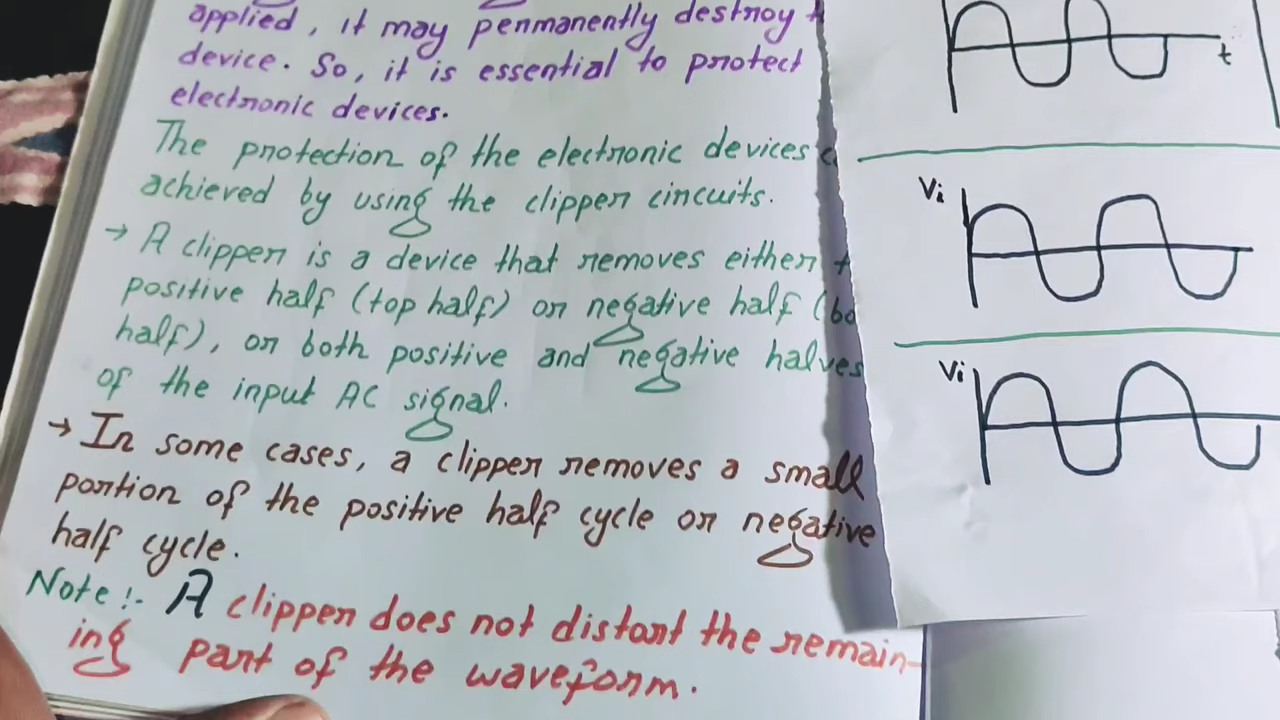 applied, it may permanently destroy
device. So, it is essential to protect
electronic devices.
The protection of the electronic devices
achieved by using the clipper circuits.
→ A clipper is a device that removes either
positive half (top half) or negative half (
half), or both positive and negative halves
of the input AC signal.
→ In some cases, a clipper removes a small
portion of the positive half cycle or negative
half cycle.
Note:- A clipper does not distort the remain-
ing part of the waveform.
t
Vi
Vi